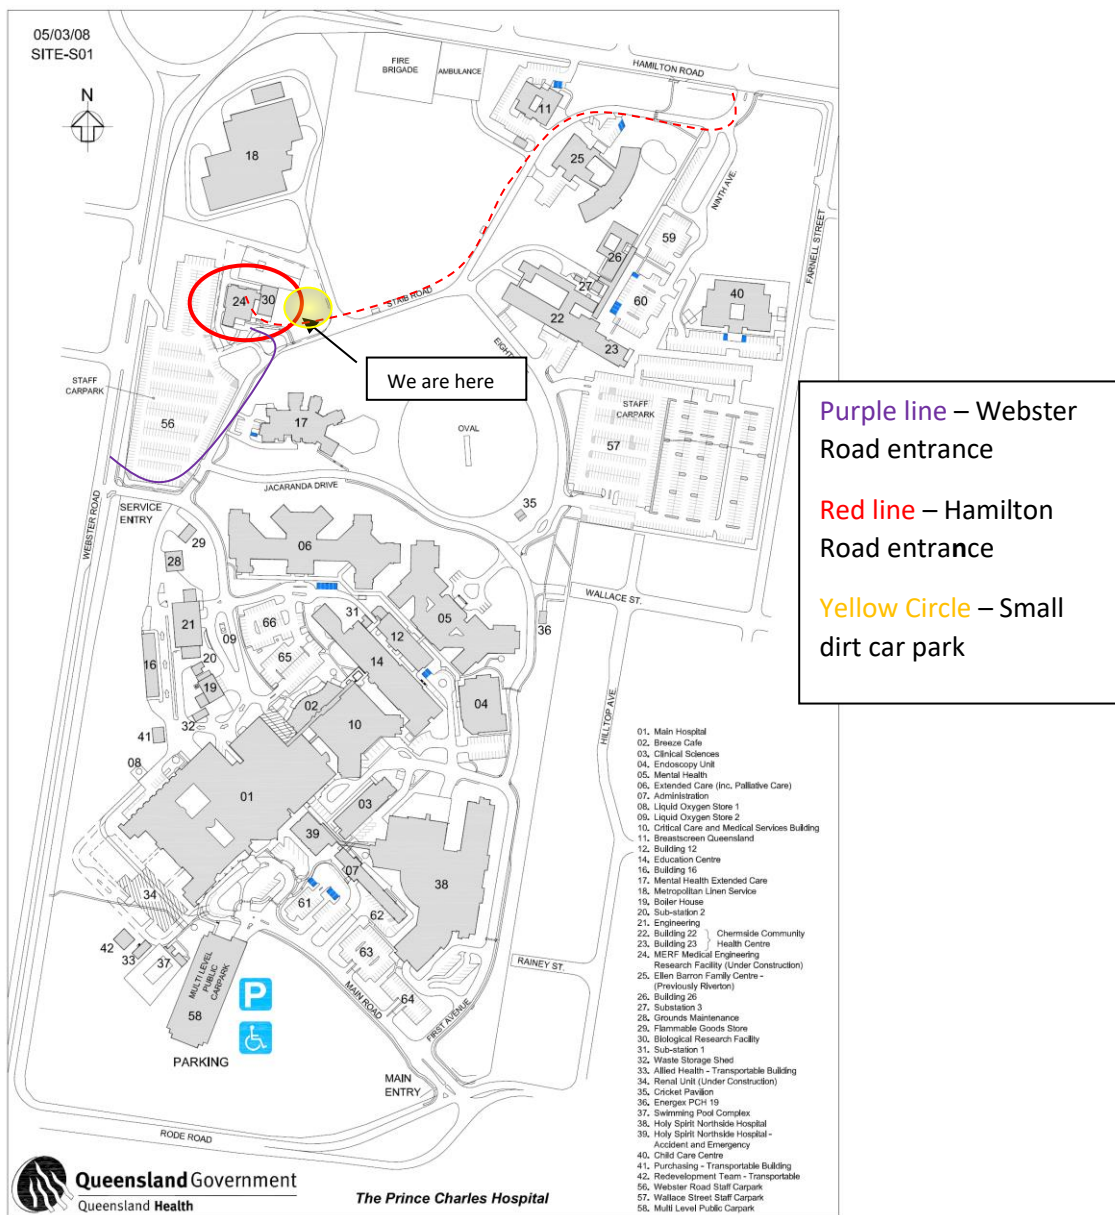 05/03/08
SITE-S01
N
FIRE
BRIGADE
AMBULANCE
HAMILTON ROAD
11
18
25
NINTH AVE.
FARNELL STREET
59
26
27
60
40
24
30
STAIB ROAD
22
23
EIGHT
We are here
STAFF
CARPARK
56
17
OVAL
STAFF
CARPARK
57
Purple line – Webster
Road entrance
Red line – Hamilton
Road entrance
Yellow Circle – Small
dirt car park
JACARANDA DRIVE
WEBSTER ROAD
SERVICE
ENTRY
35
29
28
06
WALLACE ST.
31
66
12
05
36
21
09
65
14
16
20
19
02
04
32
10
41
HILLTOP AVE.
08
01
03
39
07
38
34
61
62
42
33
37
63
RAINEY ST.
MULTI LEVEL
PUBLIC
CARPARK
58
P
MAIN ROAD
64
FIRST AVENUE
PARKING
MAIN
ENTRY
RODE ROAD
01. Main Hospital
02. Breeze Cafe
03. Clinical Sciences
04. Endoscopy Unit
05. Mental Health
06. Extended Care (inc. Palliative Care)
07. Administration
08. Liquid Oxygen Store 1
09. Liquid Oxygen Store 2
10. Critical Care and Medical Services Building
11. Breastscreen Queensland
12. Building 12
14. Education Centre
16. Building 16
17. Mental Health Extended Care
18. Metropolitan Linen Service
19. Boiler House
20. Sub-station 2
21. Engineering
22. Building 22 Chermside Community
23. Building 23 Health Centre
24. MERF Medical Engineering
Research Facility (Under Construction)
25. Ellen Barron Family Centre -
(Previously Riverton)
26. Building 26
27. Substation 3
28. Grounds Maintenance
29. Flammable Goods Store
30. Biological Research Facility
31. Sub-station 1
32. Waste Storage Shed
33. Allied Health - Transportable Building
34. Renal Unit (Under Construction)
35. Cricket Pavilion
36. Energex PCH 19
37. Swimming Pool Complex
38. Holy Spirit Northside Hospital
39. Holy Spirit Northside Hospital -
Accident and Emergency
40. Child Care Centre
41. Purchasing - Transportable Building
42. Redevelopment Team - Transportable
56. Webster Road Staff Carpark
57. Wallace Street Staff Carpark
58. Multi Level Public Carpark
Queensland Government
Queensland Health
The Prince Charles Hospital